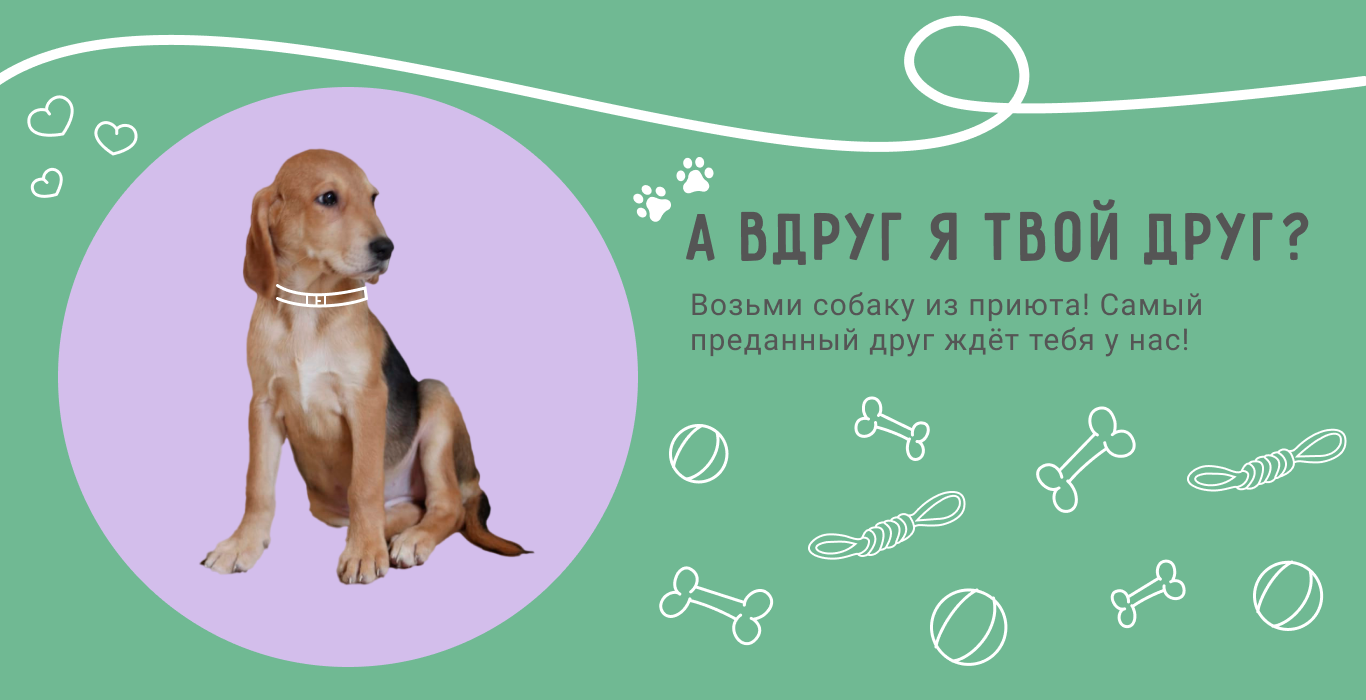 А ВДРУГ Я ТВОЙ ДРУГ?
Возьми собаку из приюта! Самый
преданный друг ждёт тебя у нас!